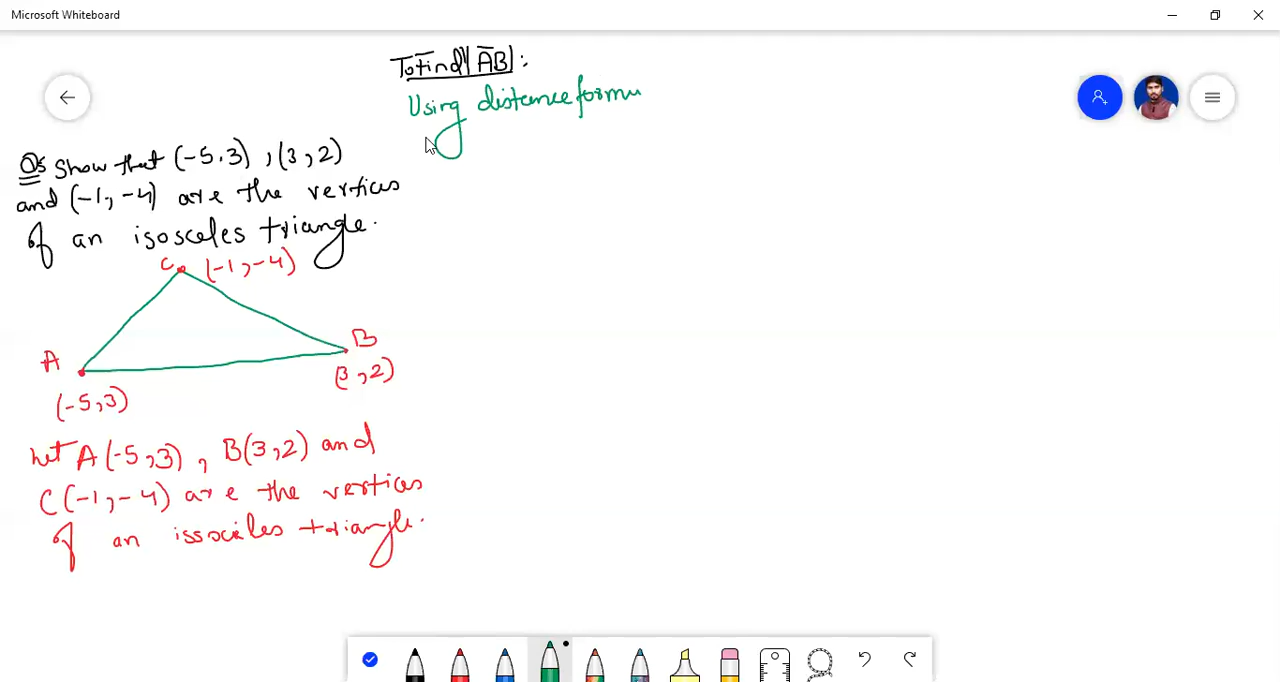 Microsoft Whiteboard
To Find |AB|:
Using distance formu
Q5 Show that (-5,3), (3,2)
and (-1,-4) are the vertices
of an isosceles triangle.
C (-1,-4)
A
B
(3,2)
(-5,3)
Let A(-5,3), B(3,2) and
C(-1,-4) are the vertices
of an issoceles triangle.